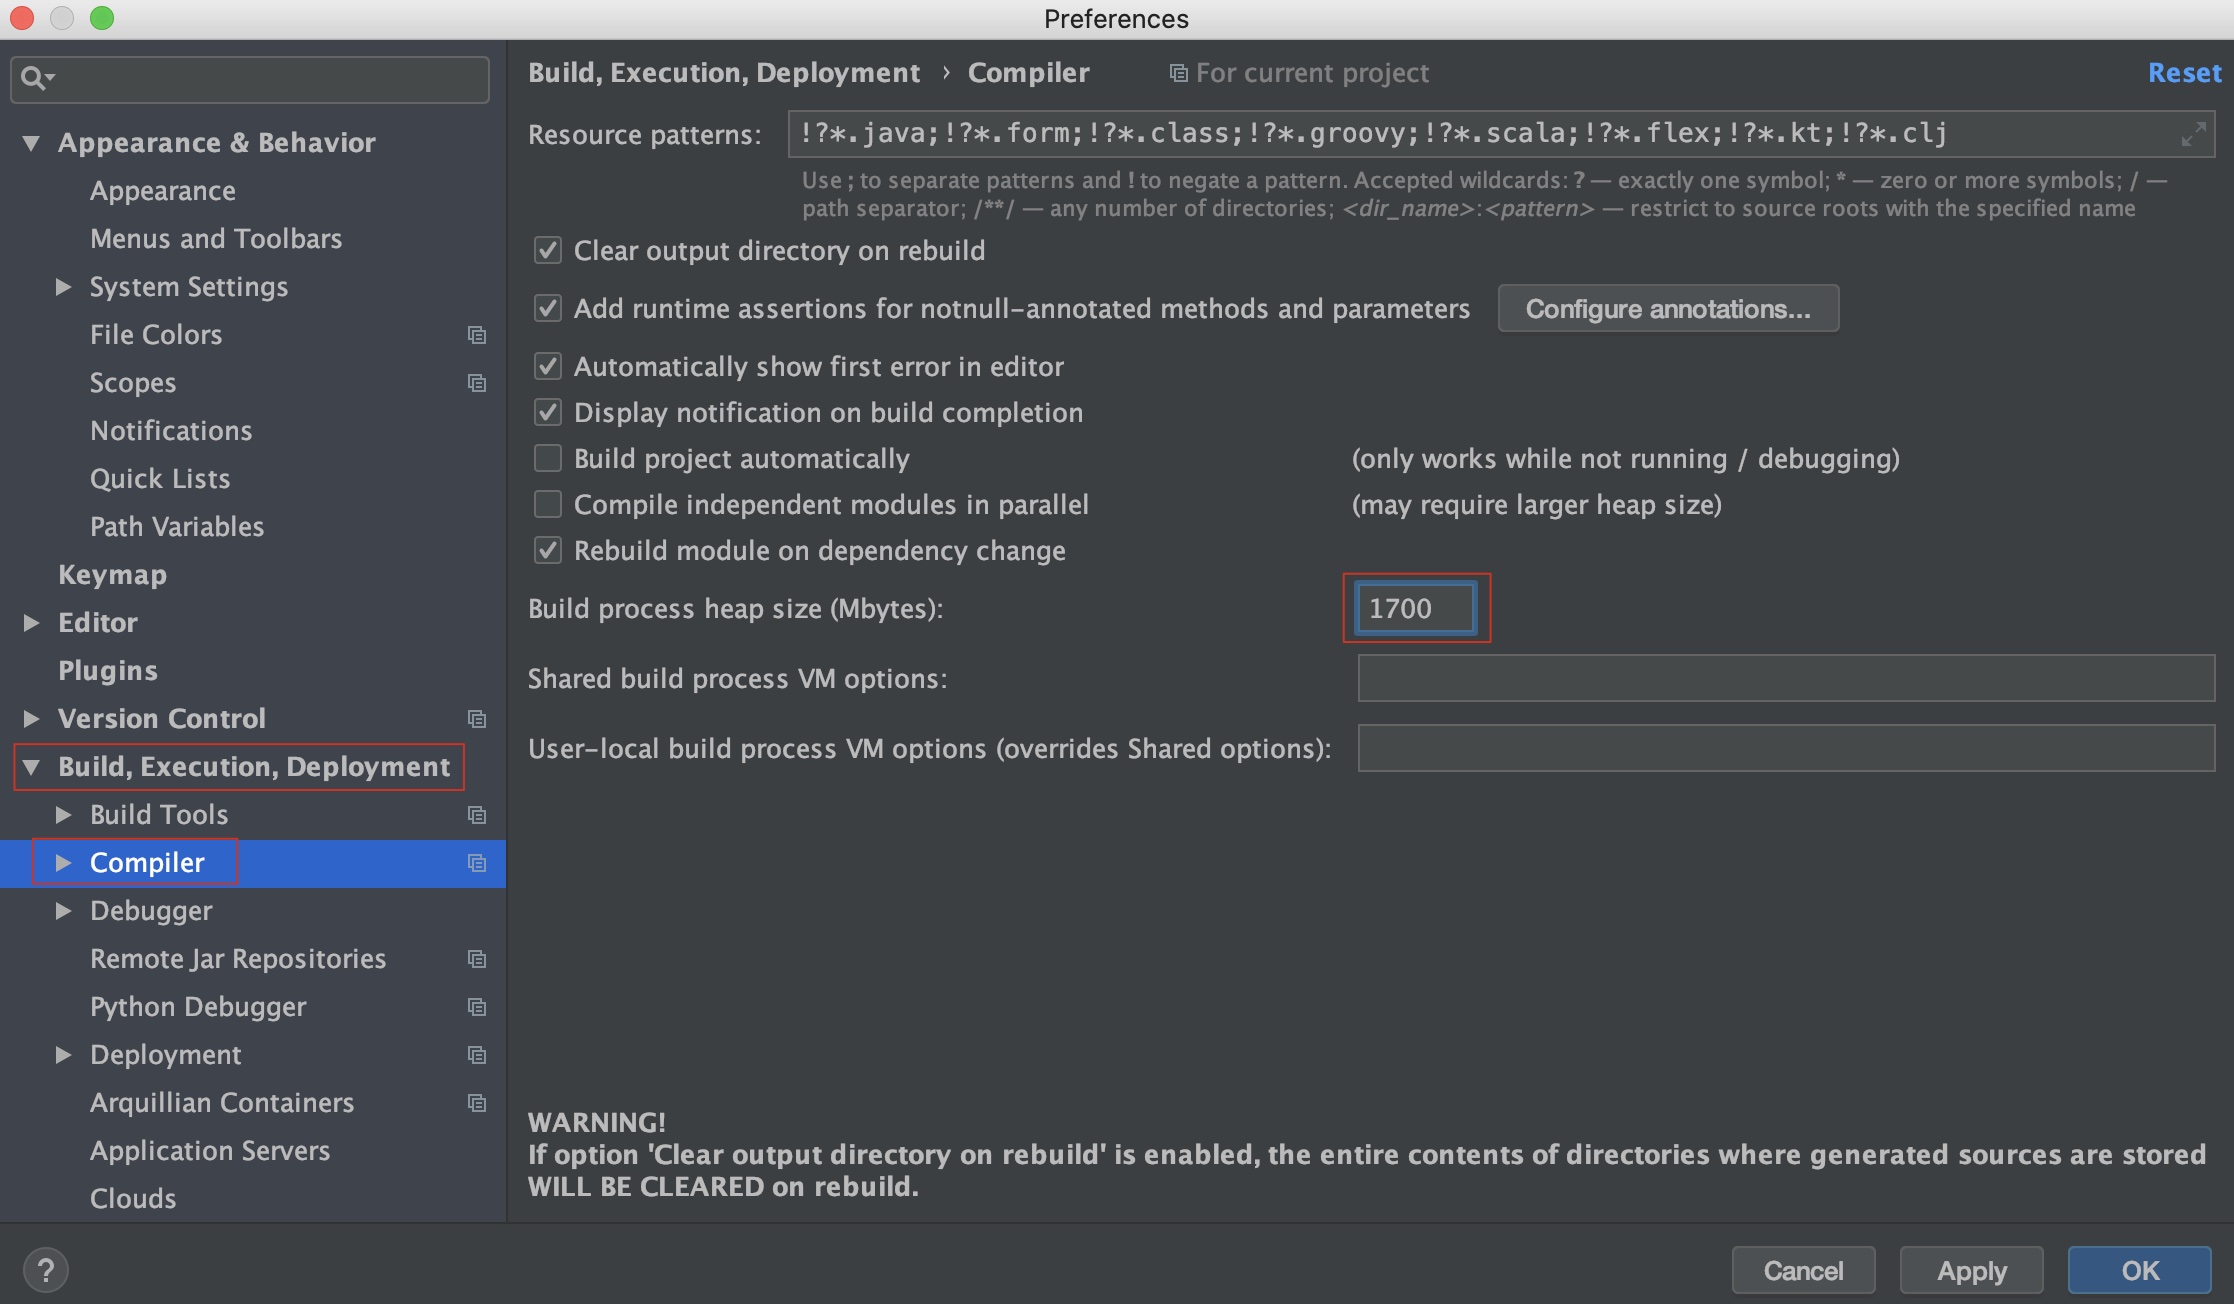 Preferences
Appearance & Behavior
Appearance
Menus and Toolbars
System Settings
File Colors
Scopes
Notifications
Quick Lists
Path Variables
Keymap
Editor
Plugins
Version Control
Build, Execution, Deployment
Build Tools
Compiler
Debugger
Remote Jar Repositories
Python Debugger
Deployment
Arquillian Containers
Application Servers
Clouds
Build, Execution, Deployment › Compiler For current project Reset
Resource patterns: !?*.java;!?*.form;!?*.class;!?*.groovy;!?*.scala;!?*.flex;!?*.kt;!?*.clj
Use ; to separate patterns and ! to negate a pattern. Accepted wildcards: ? — exactly one symbol; * — zero or more symbols; / —
path separator; /**/ — any number of directories; <dir_name>:<pattern> — restrict to source roots with the specified name
Clear output directory on rebuild
Add runtime assertions for notnull-annotated methods and parameters Configure annotations...
Automatically show first error in editor
Display notification on build completion
Build project automatically (only works while not running / debugging)
Compile independent modules in parallel (may require larger heap size)
Rebuild module on dependency change
Build process heap size (Mbytes): 1700
Shared build process VM options:
User-local build process VM options (overrides Shared options):
WARNING!
If option 'Clear output directory on rebuild' is enabled, the entire contents of directories where generated sources are stored
WILL BE CLEARED on rebuild.
? Cancel Apply OK